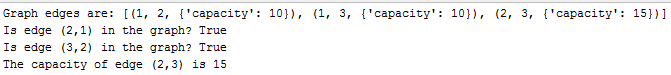 Graph edges are: [(1, 2, {'capacity': 10}), (1, 3, {'capacity': 10}), (2, 3, {'capacity': 15})]
Is edge (2,1) in the graph? True
Is edge (3,2) in the graph? True
The capacity of edge (2,3) is 15